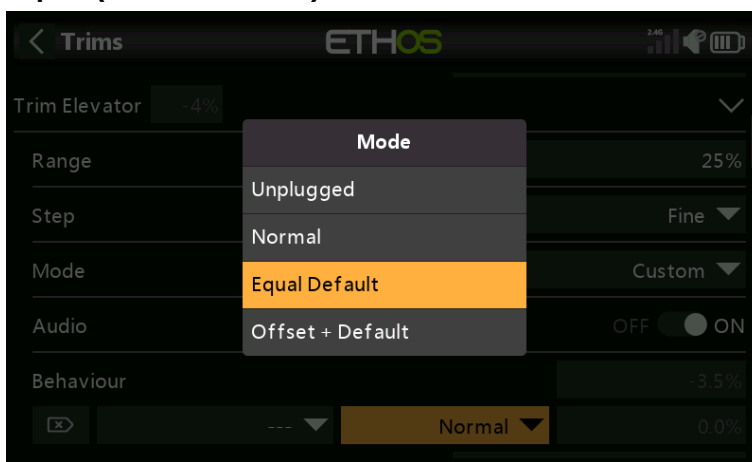 Trims
ETHOS
2.4G
Trim Elevator -4%
Mode
Range 25%
Unplugged
Step Fine
Normal
Mode Custom
Equal Default
Audio OFF ON
Offset + Default
Behaviour -3.5%
--- Normal 0.0%